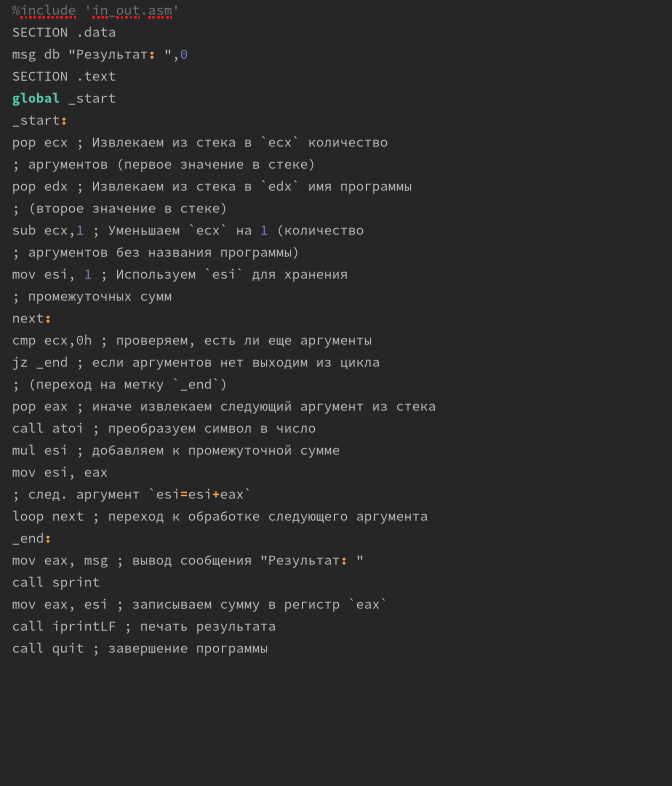 %include 'in_out.asm'
SECTION .data
msg db "Результат: ",0
SECTION .text
global _start
_start:
pop ecx ; Извлекаем из стека в `ecx` количество
; аргументов (первое значение в стеке)
pop edx ; Извлекаем из стека в `edx` имя программы
; (второе значение в стеке)
sub ecx,1 ; Уменьшаем `ecx` на 1 (количество
; аргументов без названия программы)
mov esi, 1 ; Используем `esi` для хранения
; промежуточных сумм
next:
cmp ecx,0h ; проверяем, есть ли еще аргументы
jz _end ; если аргументов нет выходим из цикла
; (переход на метку `_end`)
pop eax ; иначе извлекаем следующий аргумент из стека
call atoi ; преобразуем символ в число
mul esi ; добавляем к промежуточной сумме
mov esi, eax
; след. аргумент `esi=esi+eax`
loop next ; переход к обработке следующего аргумента
_end:
mov eax, msg ; вывод сообщения "Результат: "
call sprint
mov eax, esi ; записываем сумму в регистр `eax`
call iprintLF ; печать результата
call quit ; завершение программы